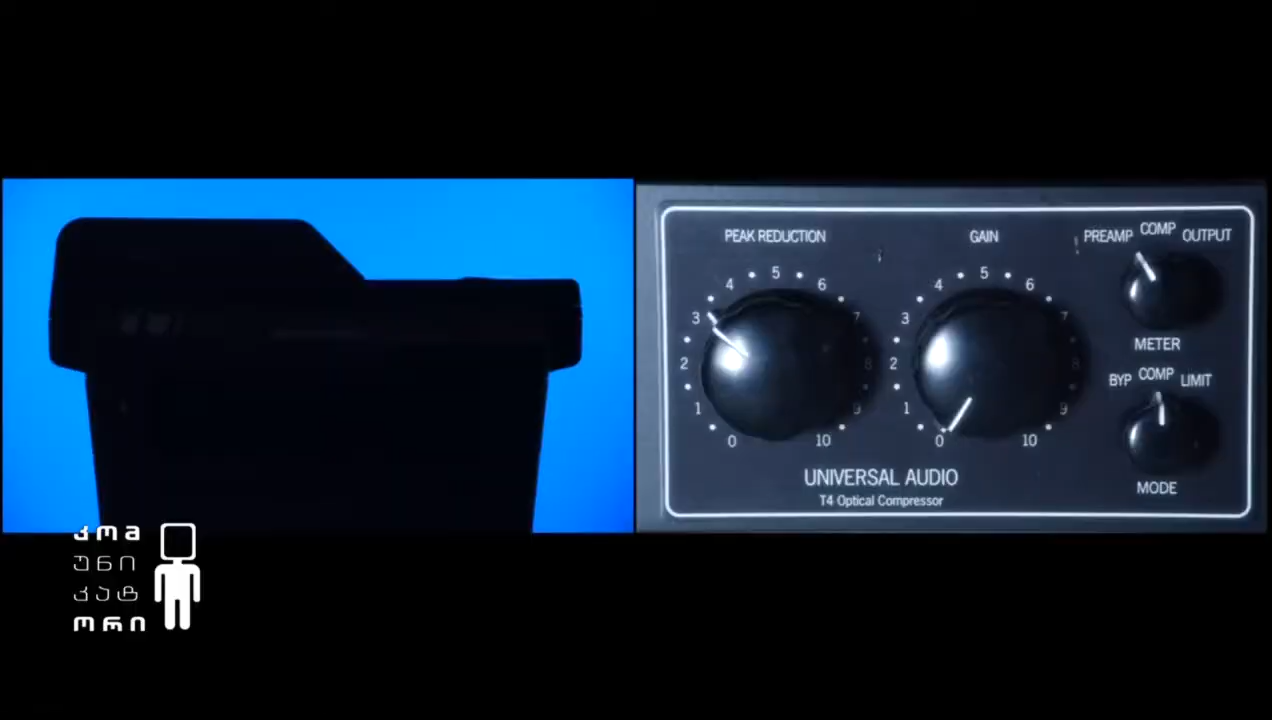 PEAK REDUCTION
GAIN
PREAMP COMP OUTPUT
0 1 2 3 4 5 6 7 8 9 10
0 1 2 3 4 5 6 7 8 9 10
METER
BYP COMP LIMIT
MODE
UNIVERSAL AUDIO
T4 Optical Compressor
კომ
უნი
კატ
ორი